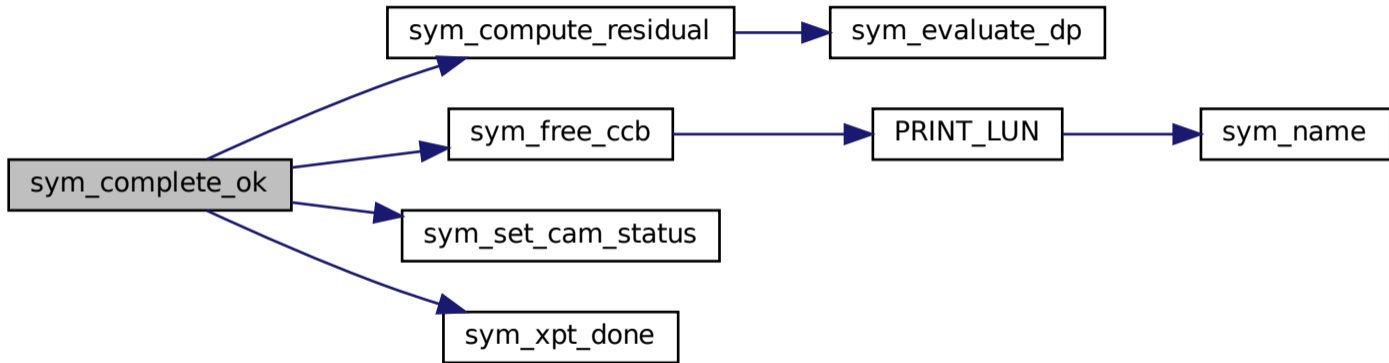 sym_compute_residual
sym_evaluate_dp
sym_free_ccb
PRINT_LUN
sym_name
sym_complete_ok
sym_set_cam_status
sym_xpt_done